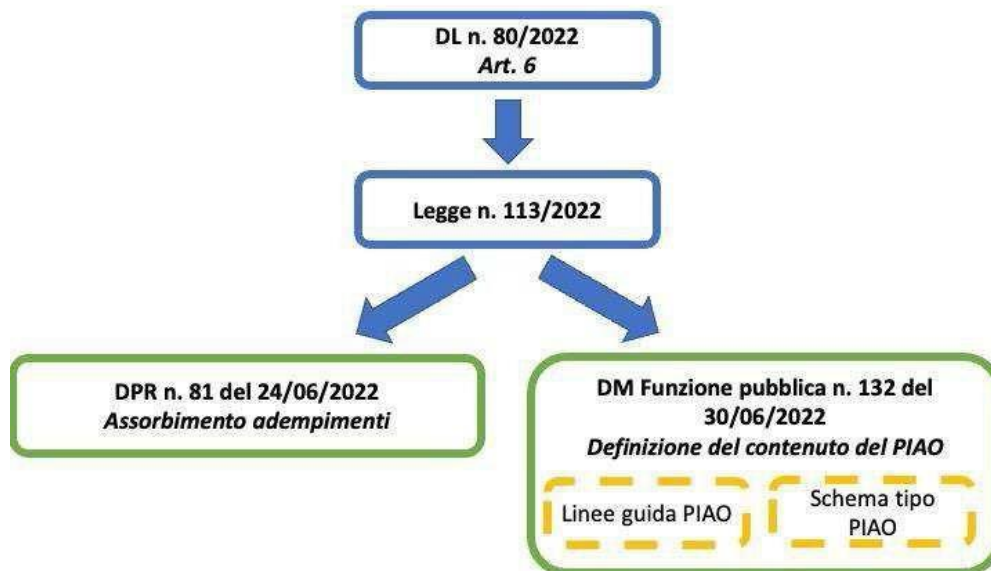 DL n. 80/2022
Art. 6
Legge n. 113/2022
DPR n. 81 del 24/06/2022
Assorbimento adempimenti
DM Funzione pubblica n. 132 del
30/06/2022
Definizione del contenuto del PIAO
Linee guida PIAO
Schema tipo
PIAO